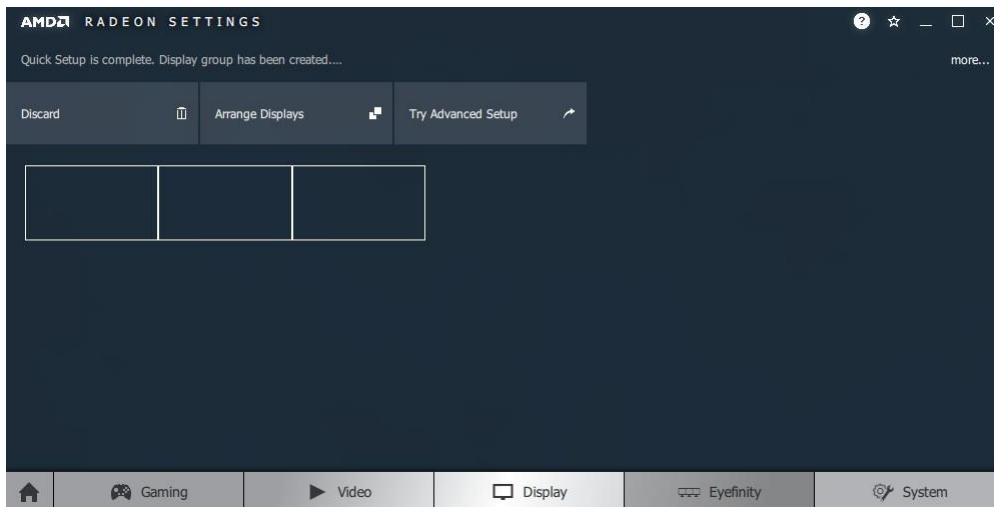 AMD RADEON SETTINGS
Quick Setup is complete. Display group has been created....
more...
Discard
Arrange Displays
Try Advanced Setup
Gaming
Video
Display
Eyefinity
System